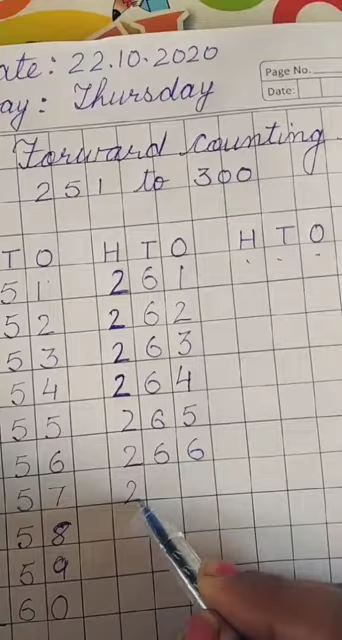 ate: 22.10.2020
ay: Thursday
Page No.
Date:
Forward counting
251 to 300
T O H T O H T O
5 1 2 6 1
5 2 2 6 2
5 3 2 6 3
5 4 2 6 4
5 5 2 6 5
5 6 2 6 6
5 7 2
5 8
5 9
6 0